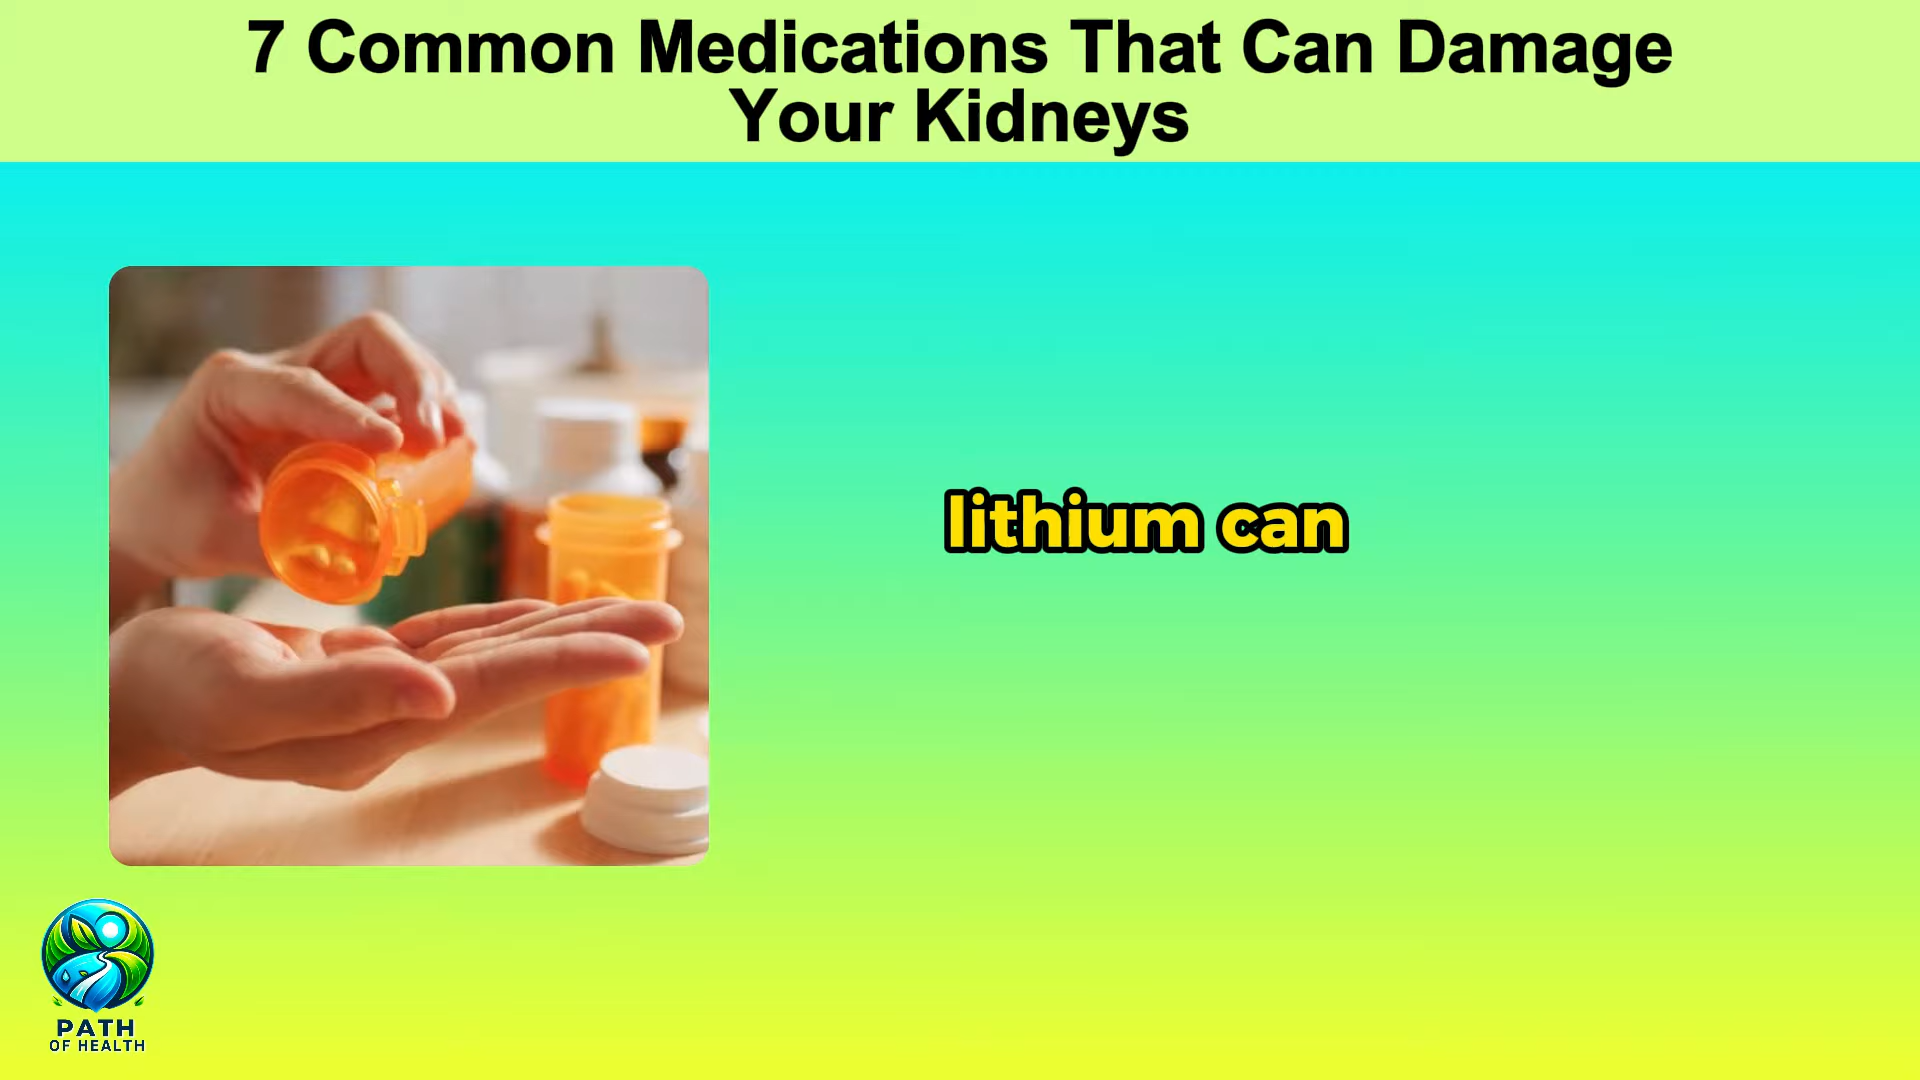 7 Common Medications That Can Damage
Your Kidneys
lithium can
PATH
OF HEALTH